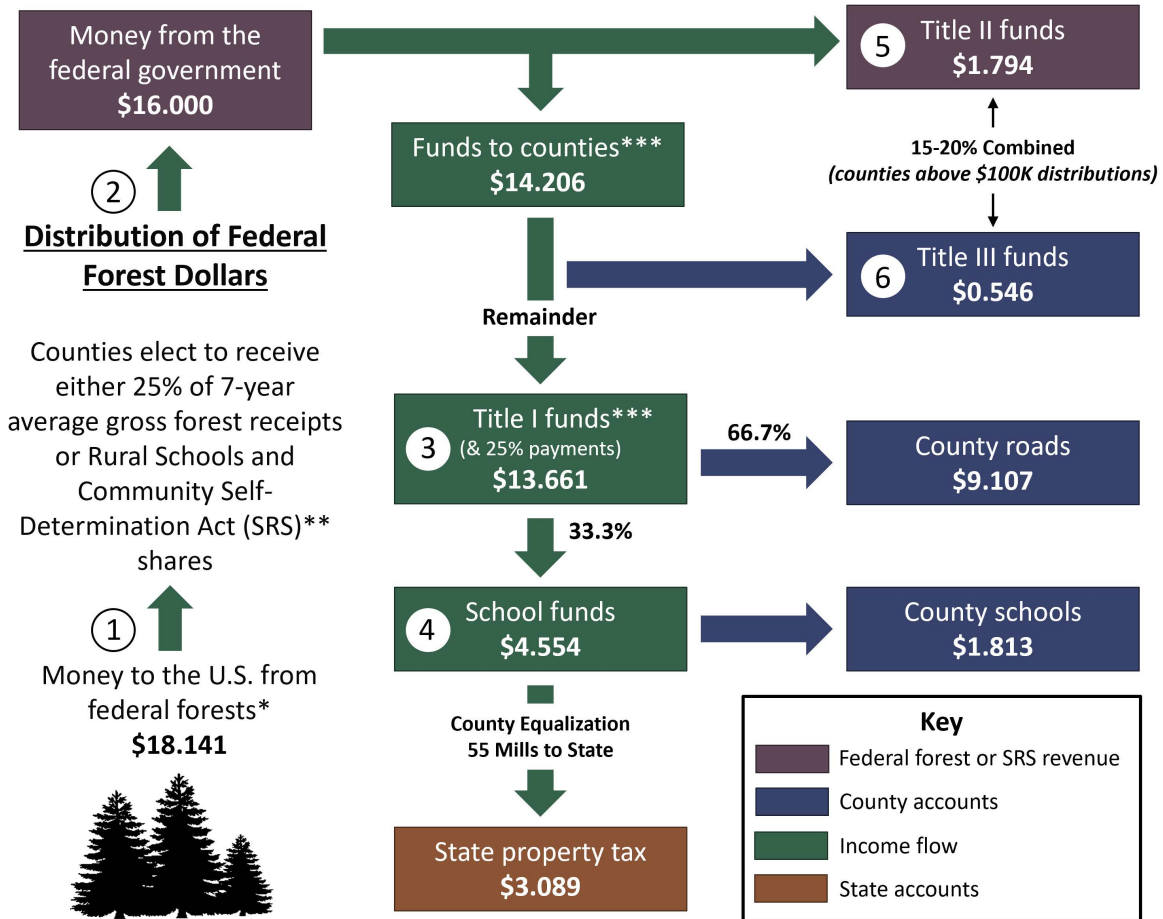 Money from the
federal government
$16.000
5
Title II funds
$1.794
Funds to counties***
$14.206
15-20% Combined
(counties above $100K distributions)
2
Distribution of Federal
Forest Dollars
6
Title III funds
$0.546
Remainder
Counties elect to receive
either 25% of 7-year
average gross forest receipts
or Rural Schools and
Community Self-
Determination Act (SRS)**
shares
3
Title I funds***
(& 25% payments)
$13.661
66.7%
County roads
$9.107
33.3%
1
Money to the U.S. from
federal forests*
$18.141
4
School funds
$4.554
County schools
$1.813
County Equalization
55 Mills to State
State property tax
$3.089
Key
Federal forest or SRS revenue
County accounts
Income flow
State accounts